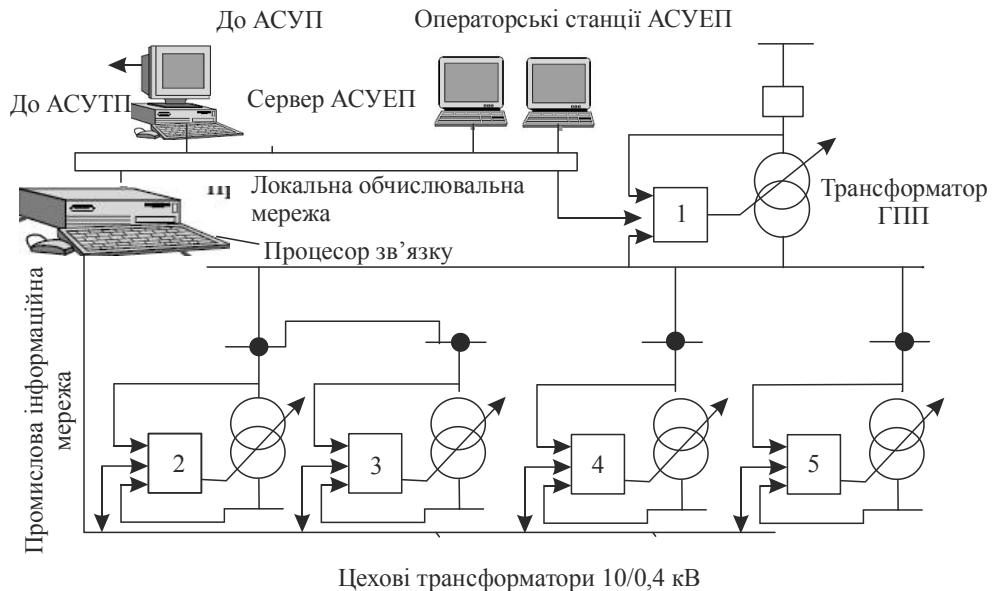 До АСУП
Операторські станції АСУЕП
До АСУТП
Сервер АСУЕП
Локальна обчислювальна
мережа
Процесор зв’язку
1
Трансформатор
ГПП
Промислова інформаційна
мережа
2
3
4
5
Цехові трансформатори 10/0,4 кВ